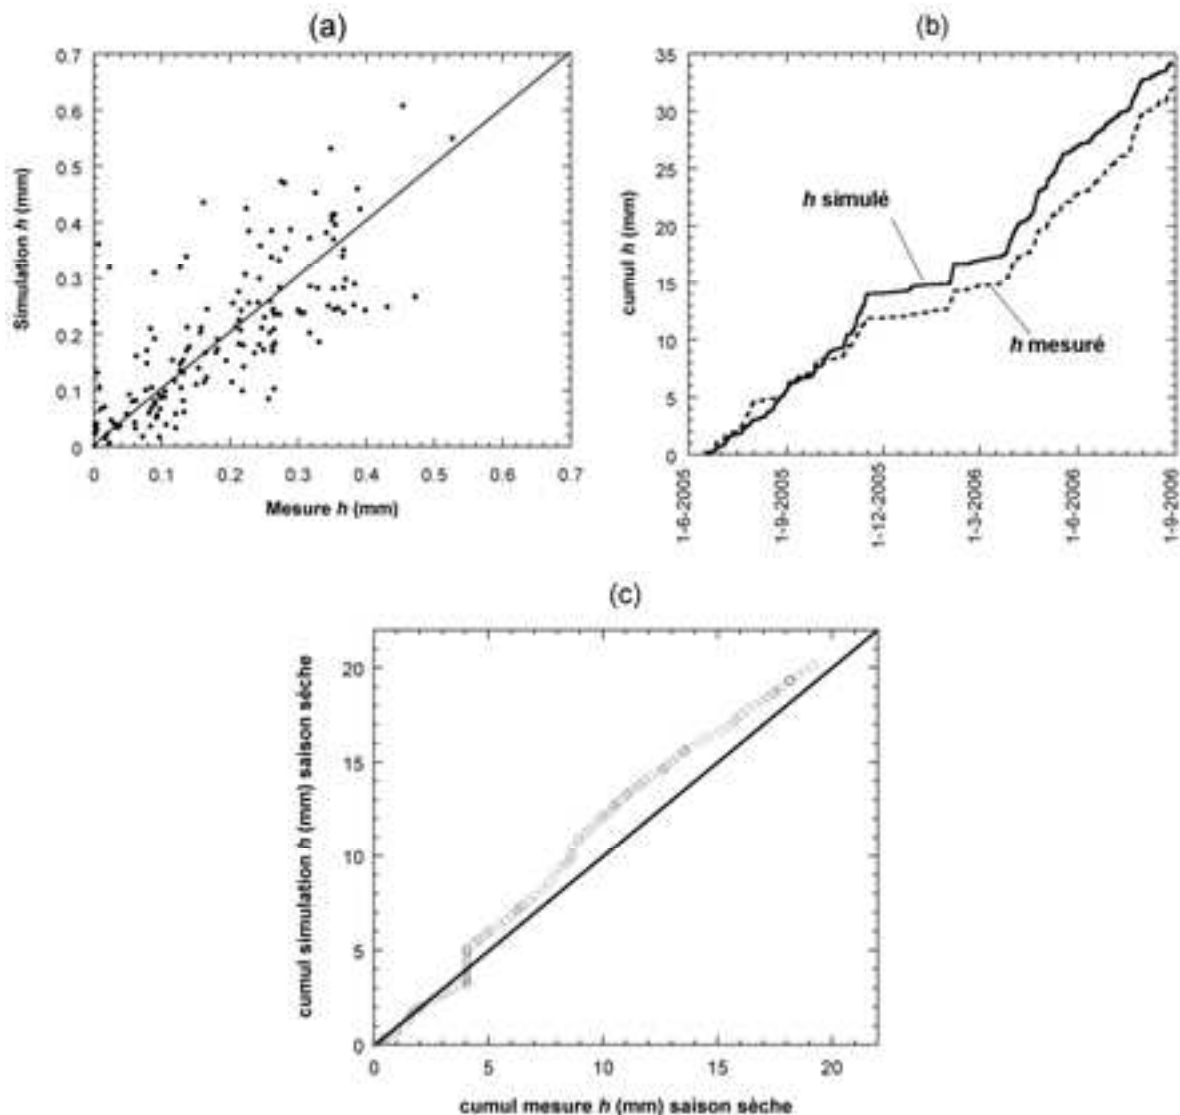 (a)
0.7
0.6
0.5
0.4
0.3
0.2
0.1
0
Simulation h (mm)
0 0.1 0.2 0.3 0.4 0.5 0.6 0.7
Mesure h (mm)
(b)
35
30
25
20
15
10
5
0
cumul h (mm)
h simulé
h mesuré
1-6-2005
1-9-2005
1-12-2005
1-3-2006
1-6-2006
1-9-2006
(c)
20
15
10
5
0
cumul simulation h (mm) saison sèche
0 5 10 15 20
cumul mesure h (mm) saison sèche